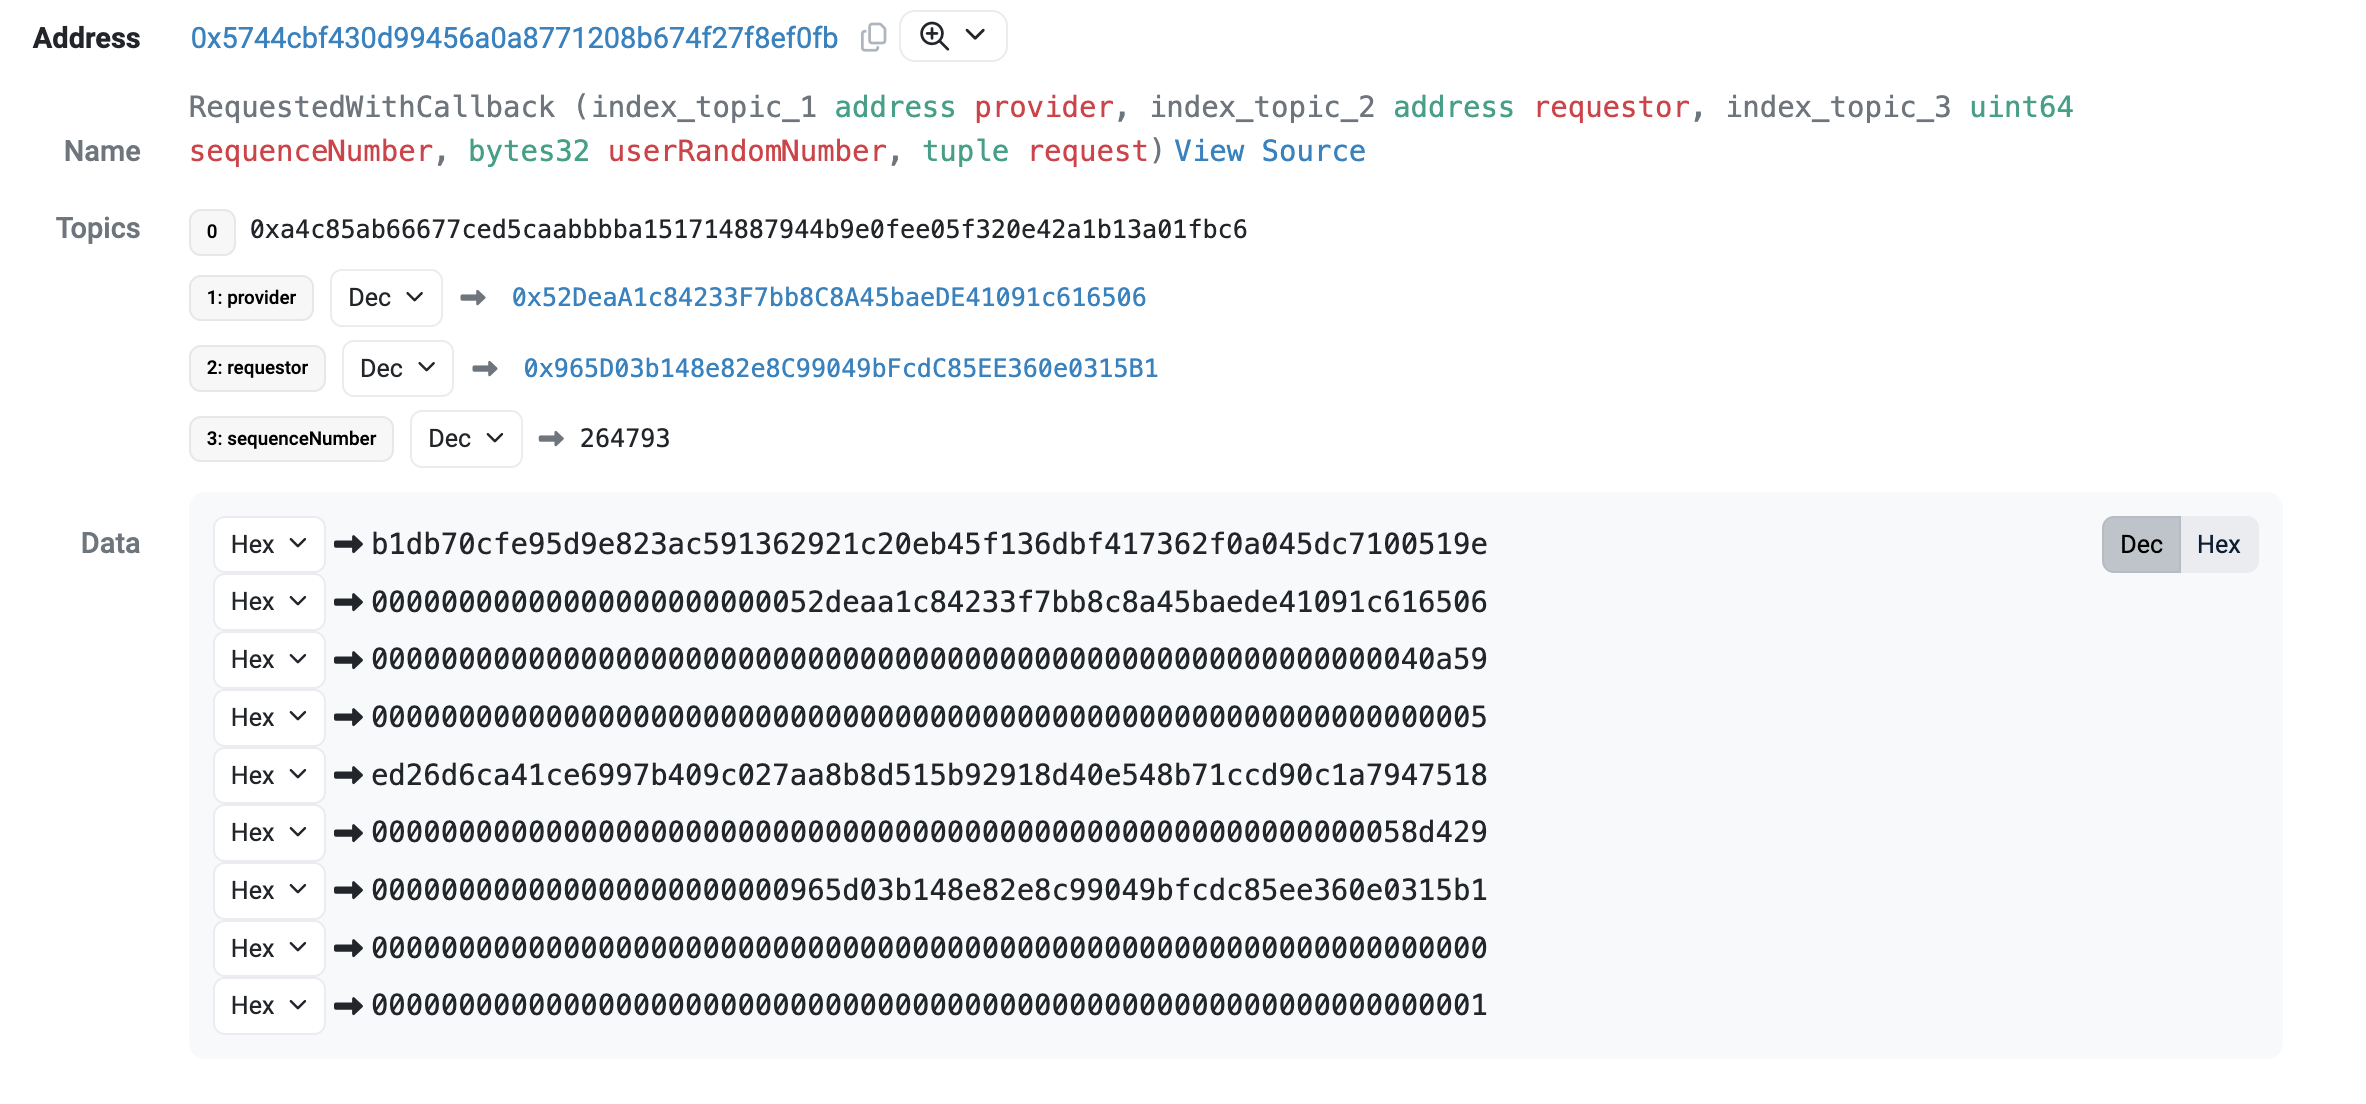 Address 0x5744cbf430d99456a0a8771208b674f27f8ef0fb
RequestedWithCallback (index_topic_1 address provider, index_topic_2 address requestor, index_topic_3 uint64
Name sequenceNumber, bytes32 userRandomNumber, tuple request) View Source
Topics 0 0xa4c85ab66677ced5caabbbba151714887944b9e0fee05f320e42a1b13a01fbc6
1: provider Dec 0x52DeaA1c84233F7bb8C8A45baeDE41091c616506
2: requestor Dec 0x965D03b148e82e8C99049bFcdC85EE360e0315B1
3: sequenceNumber Dec 264793
Data Hex b1db70cfe95d9e823ac591362921c20eb45f136dbf417362f0a045dc7100519e Dec Hex
Hex 00000000000000000000000052deaa1c84233f7bb8c8a45baede41091c616506
Hex 0000000000000000000000000000000000000000000000000000000000040a59
Hex 0000000000000000000000000000000000000000000000000000000000000005
Hex ed26d6ca41ce6997b409c027aa8b8d515b92918d40e548b71ccd90c1a7947518
Hex 000000000000000000000000000000000000000000000000000000000058d429
Hex 000000000000000000000000965d03b148e82e8c99049bfcdc85ee360e0315b1
Hex 0000000000000000000000000000000000000000000000000000000000000000
Hex 0000000000000000000000000000000000000000000000000000000000000001